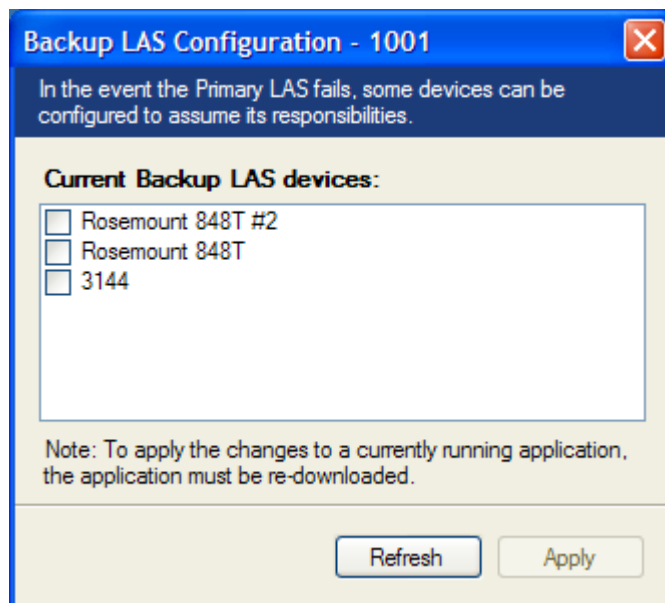 Backup LAS Configuration - 1001
In the event the Primary LAS fails, some devices can be
configured to assume its responsibilities.
Current Backup LAS devices:
Rosemount 848T #2
Rosemount 848T
3144
Note: To apply the changes to a currently running application,
the application must be re-downloaded.
Refresh
Apply